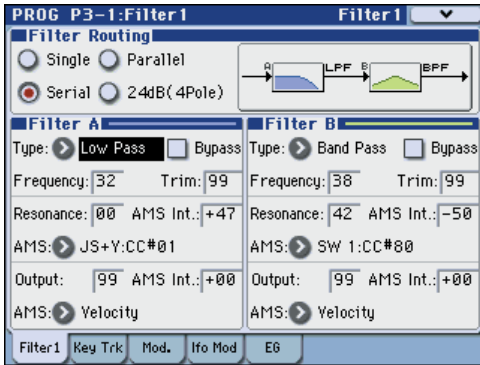 PROG P3-1:Filter1 Filter1
Filter Routing
Single Parallel
Serial 24dB(4Pole)
A LPF B BPF
Filter A Filter B
Type: Low Pass Bypass Type: Band Pass Bypass
Frequency: 32 Trim: 99 Frequency: 38 Trim: 99
Resonance: 00 AMS Int.: +47 Resonance: 42 AMS Int.: -50
AMS: JS+Y:CC#01 AMS: SW 1:CC#80
Output: 99 AMS Int.: +00 Output: 99 AMS Int.: +00
AMS: Velocity AMS: Velocity
Filter1 Key Trk Mod. lfo Mod EG